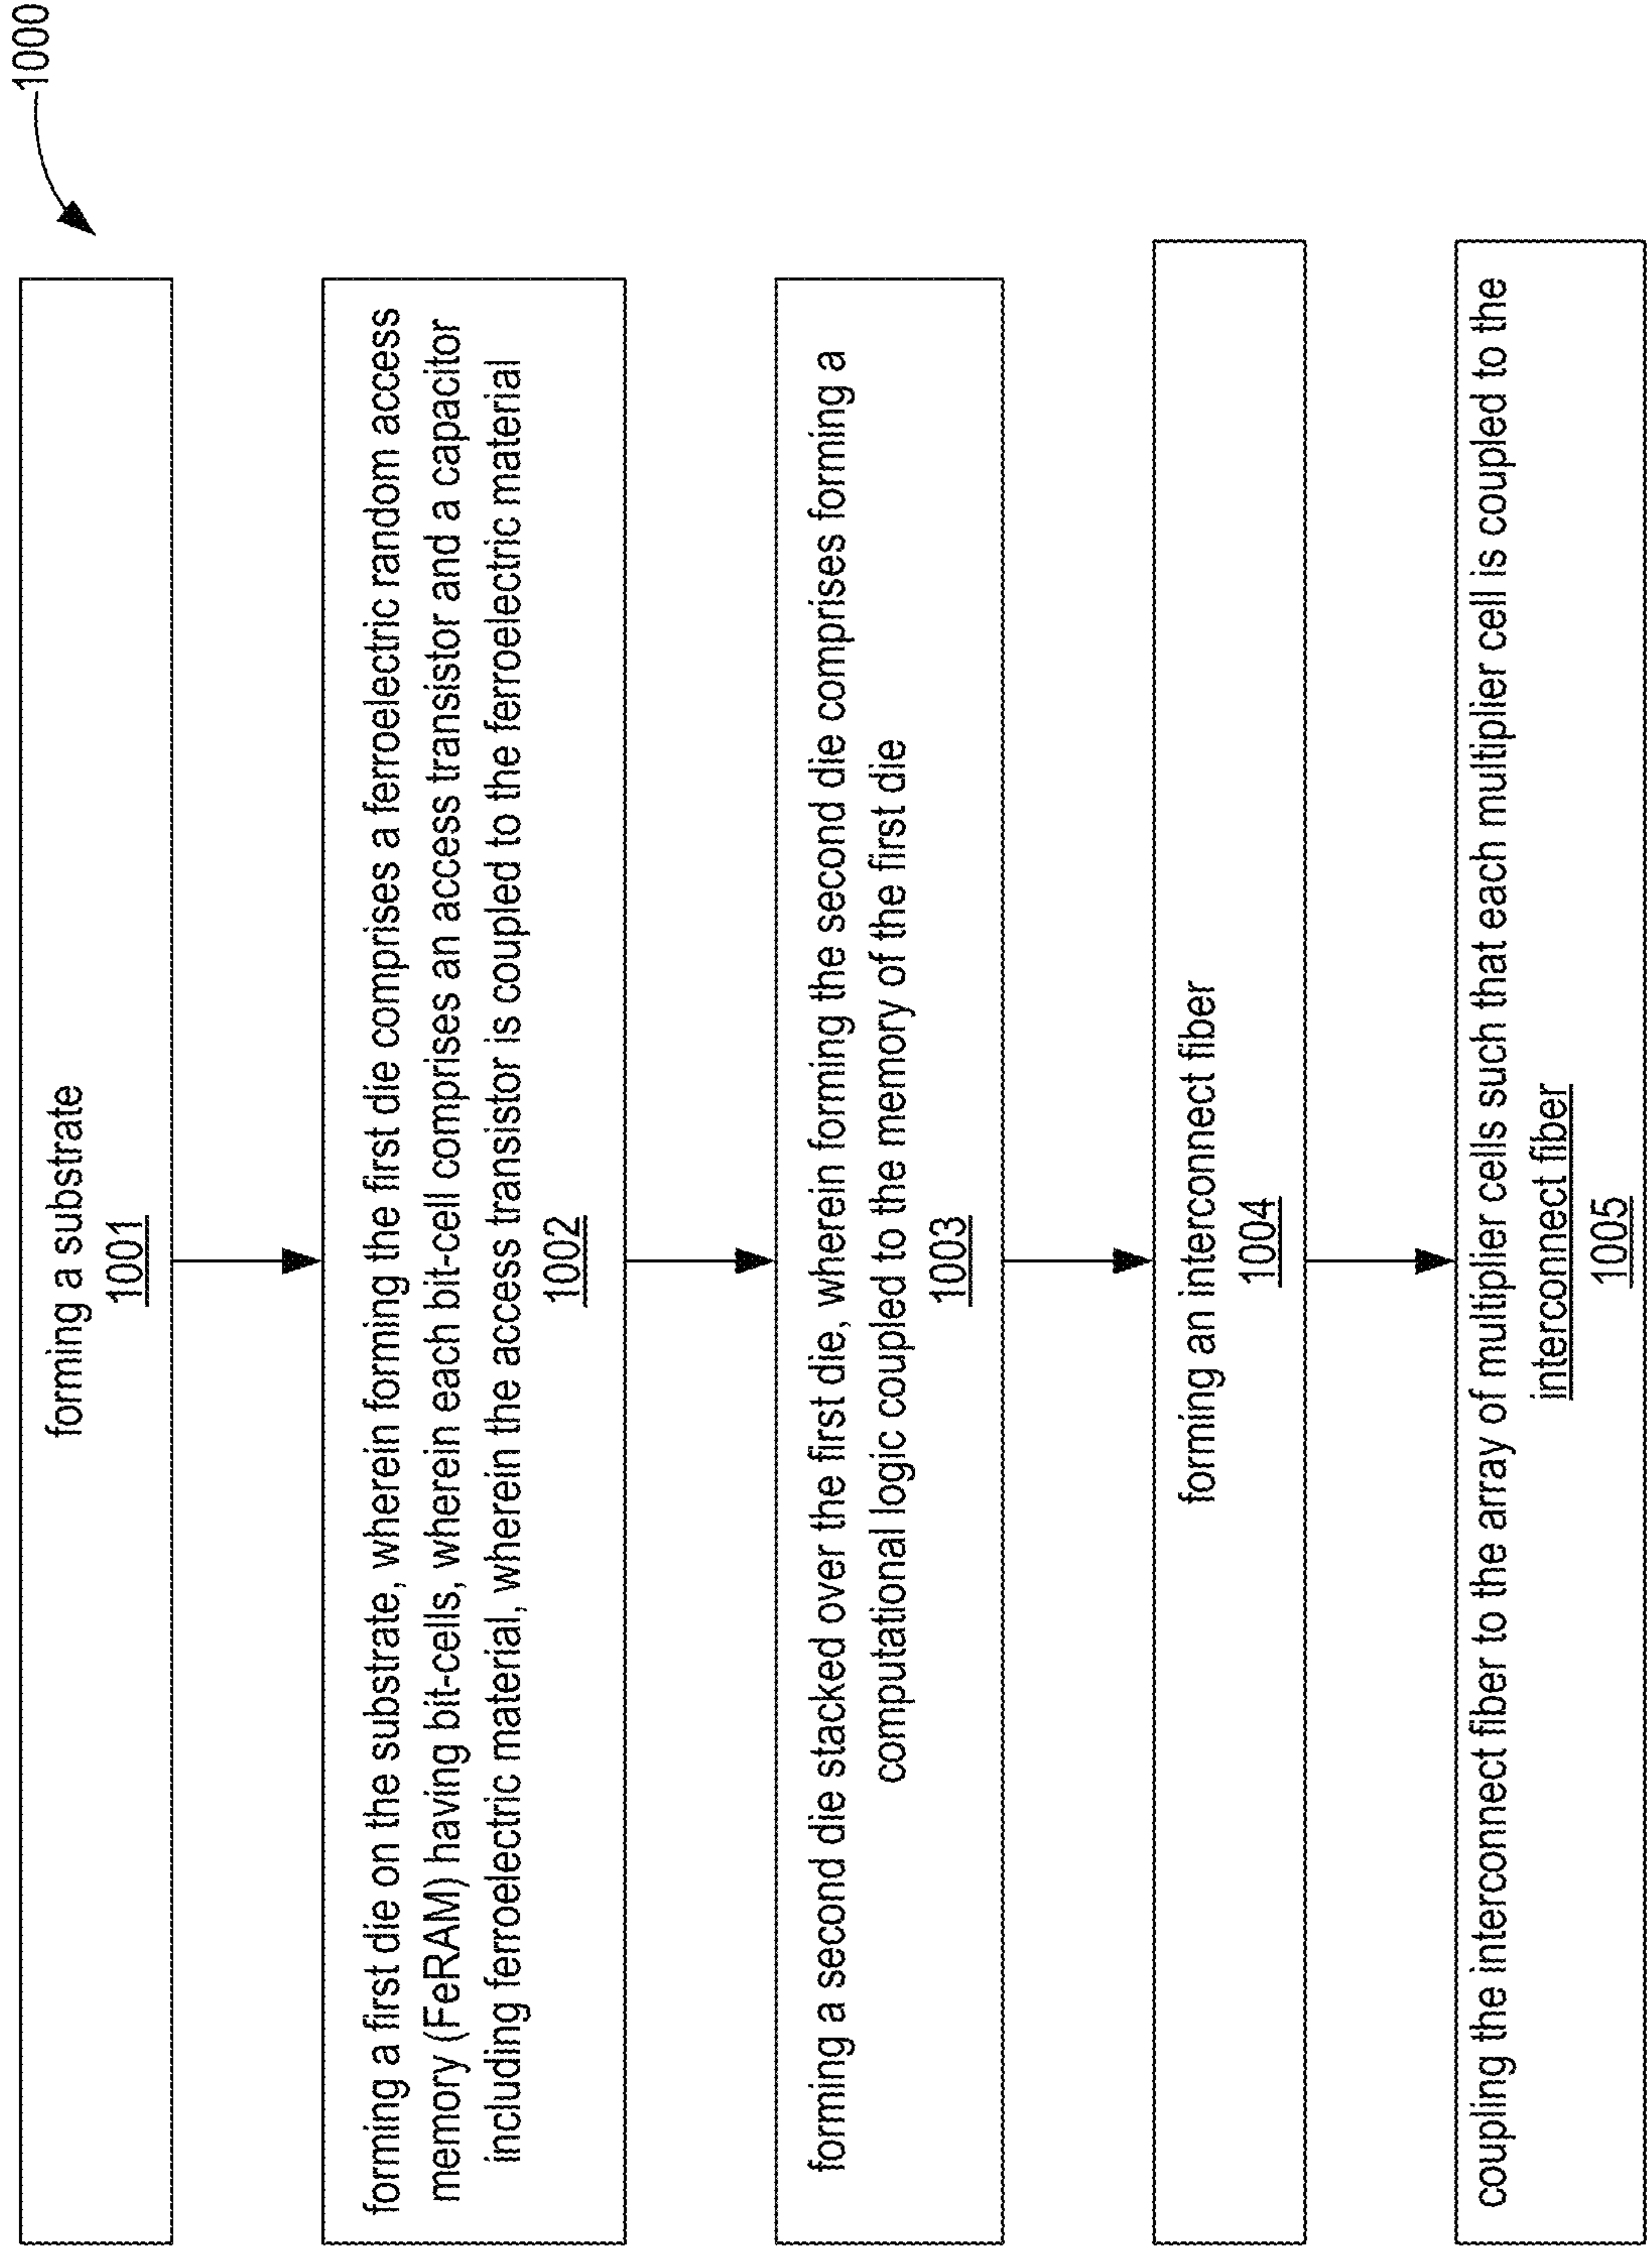 1000
forming a substrate
1001
forming a first die on the substrate, wherein forming the first die comprises a ferroelectric random access
memory (FeRAM) having bit-cells, wherein each bit-cell comprises an access transistor and a capacitor
including ferroelectric material, wherein the access transistor is coupled to the ferroelectric material
1002
forming a second die stacked over the first die, wherein forming the second die comprises forming a
computational logic coupled to the memory of the first die
1003
forming an interconnect fiber
1004
coupling the interconnect fiber to the array of multiplier cells such that each multiplier cell is coupled to the
interconnect fiber
1005